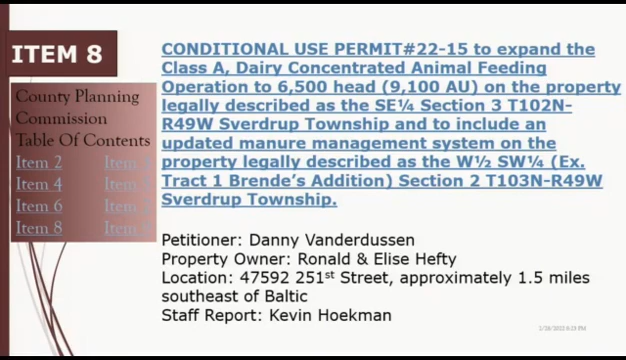 ITEM 8
County Planning
Commission
Table Of Contents
Item 2 Item
Item 4 Item
Item 6 Item
Item 8 Item
CONDITIONAL USE PERMIT#22-15 to expand the
Class A, Dairy Concentrated Animal Feeding
Operation to 6,500 head (9,100 AU) on the property
legally described as the SE¼ Section 3 T102N-
R49W Sverdrup Township and to include an
updated manure management system on the
property legally described as the W½ SW¼ (Ex.
Tract 1 Brende's Addition) Section 2 T103N-R49W
Sverdrup Township.
Petitioner: Danny Vanderdussen
Property Owner: Ronald & Elise Hefty
Location: 47592 251st Street, approximately 1.5 miles
southeast of Baltic
Staff Report: Kevin Hoekman